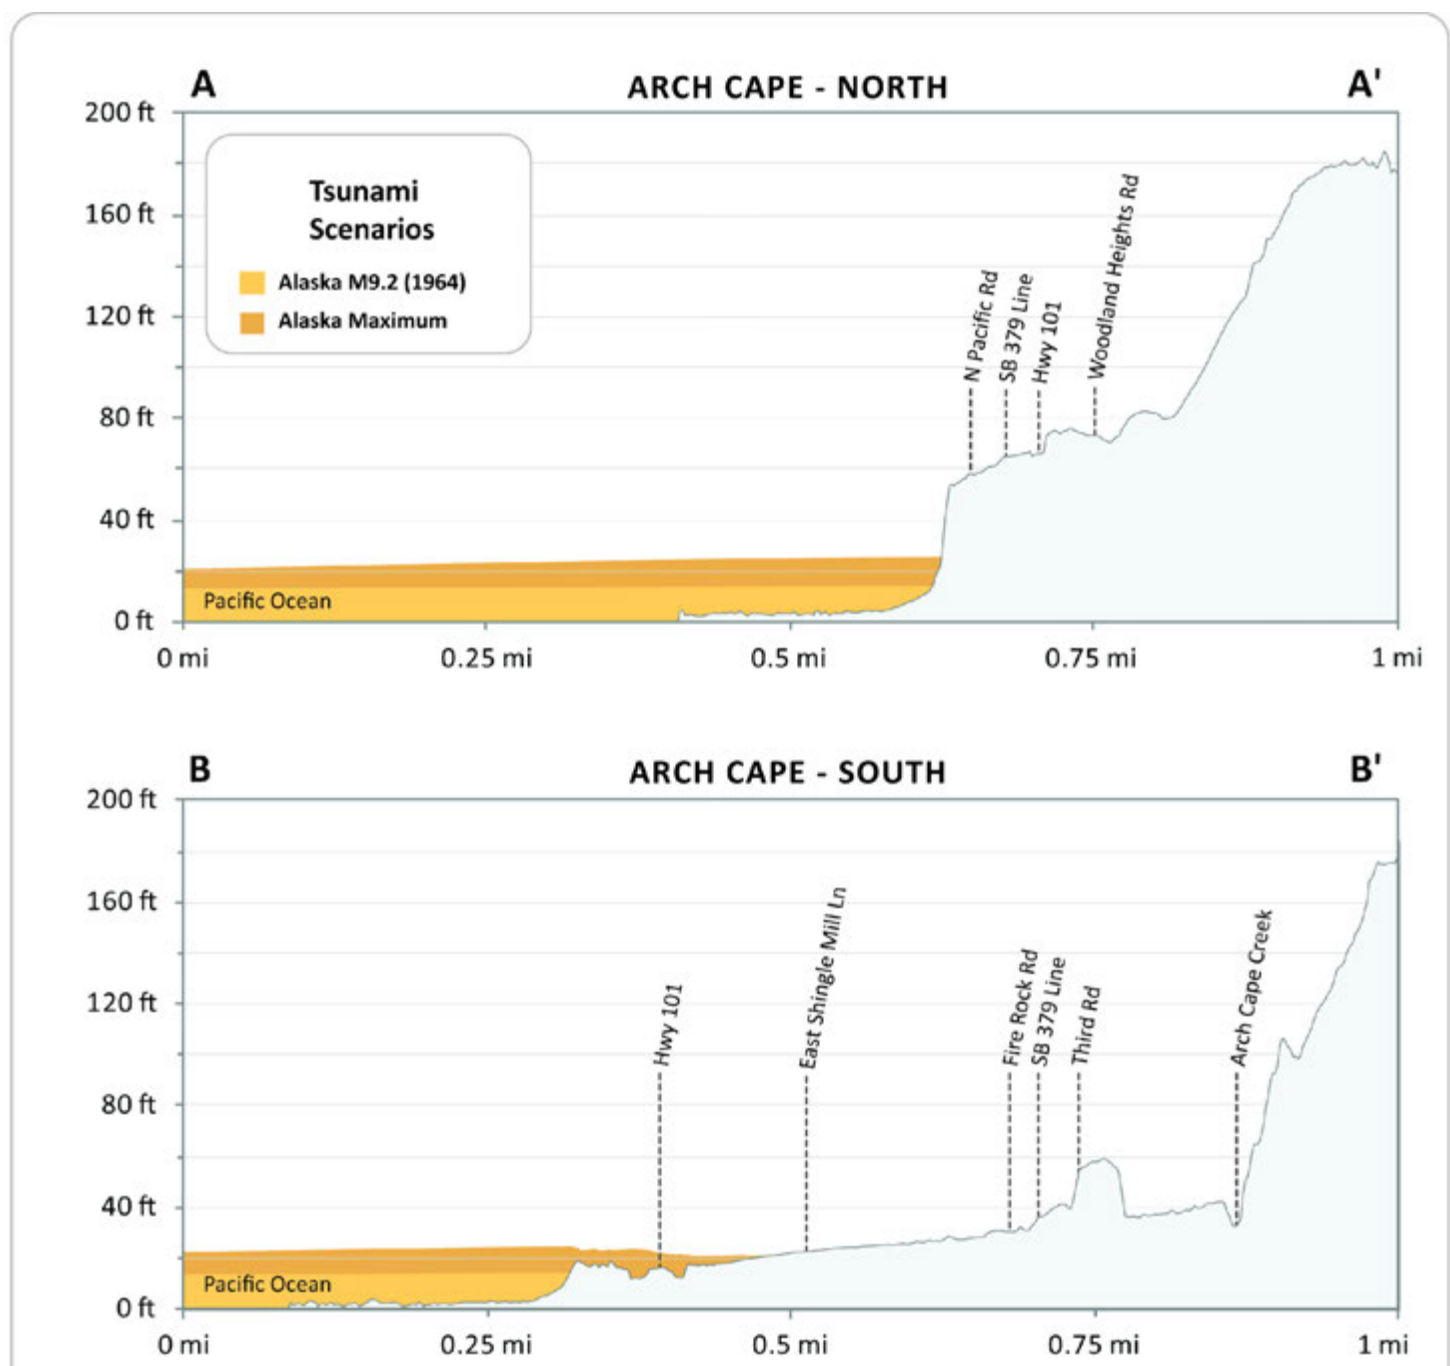 A
ARCH CAPE - NORTH
A'
200 ft
160 ft
120 ft
80 ft
40 ft
0 ft
Tsunami
Scenarios
Alaska M9.2 (1964)
Alaska Maximum
N Pacific Rd
SB 379 Line
Hwy 101
Woodland Heights Rd
Pacific Ocean
0 mi
0.25 mi
0.5 mi
0.75 mi
1 mi
B
ARCH CAPE - SOUTH
B'
200 ft
160 ft
120 ft
80 ft
40 ft
0 ft
Hwy 101
East Shingle Mill Ln
Fire Rock Rd
SB 379 Line
Third Rd
Arch Cape Creek
Pacific Ocean
0 mi
0.25 mi
0.5 mi
0.75 mi
1 mi